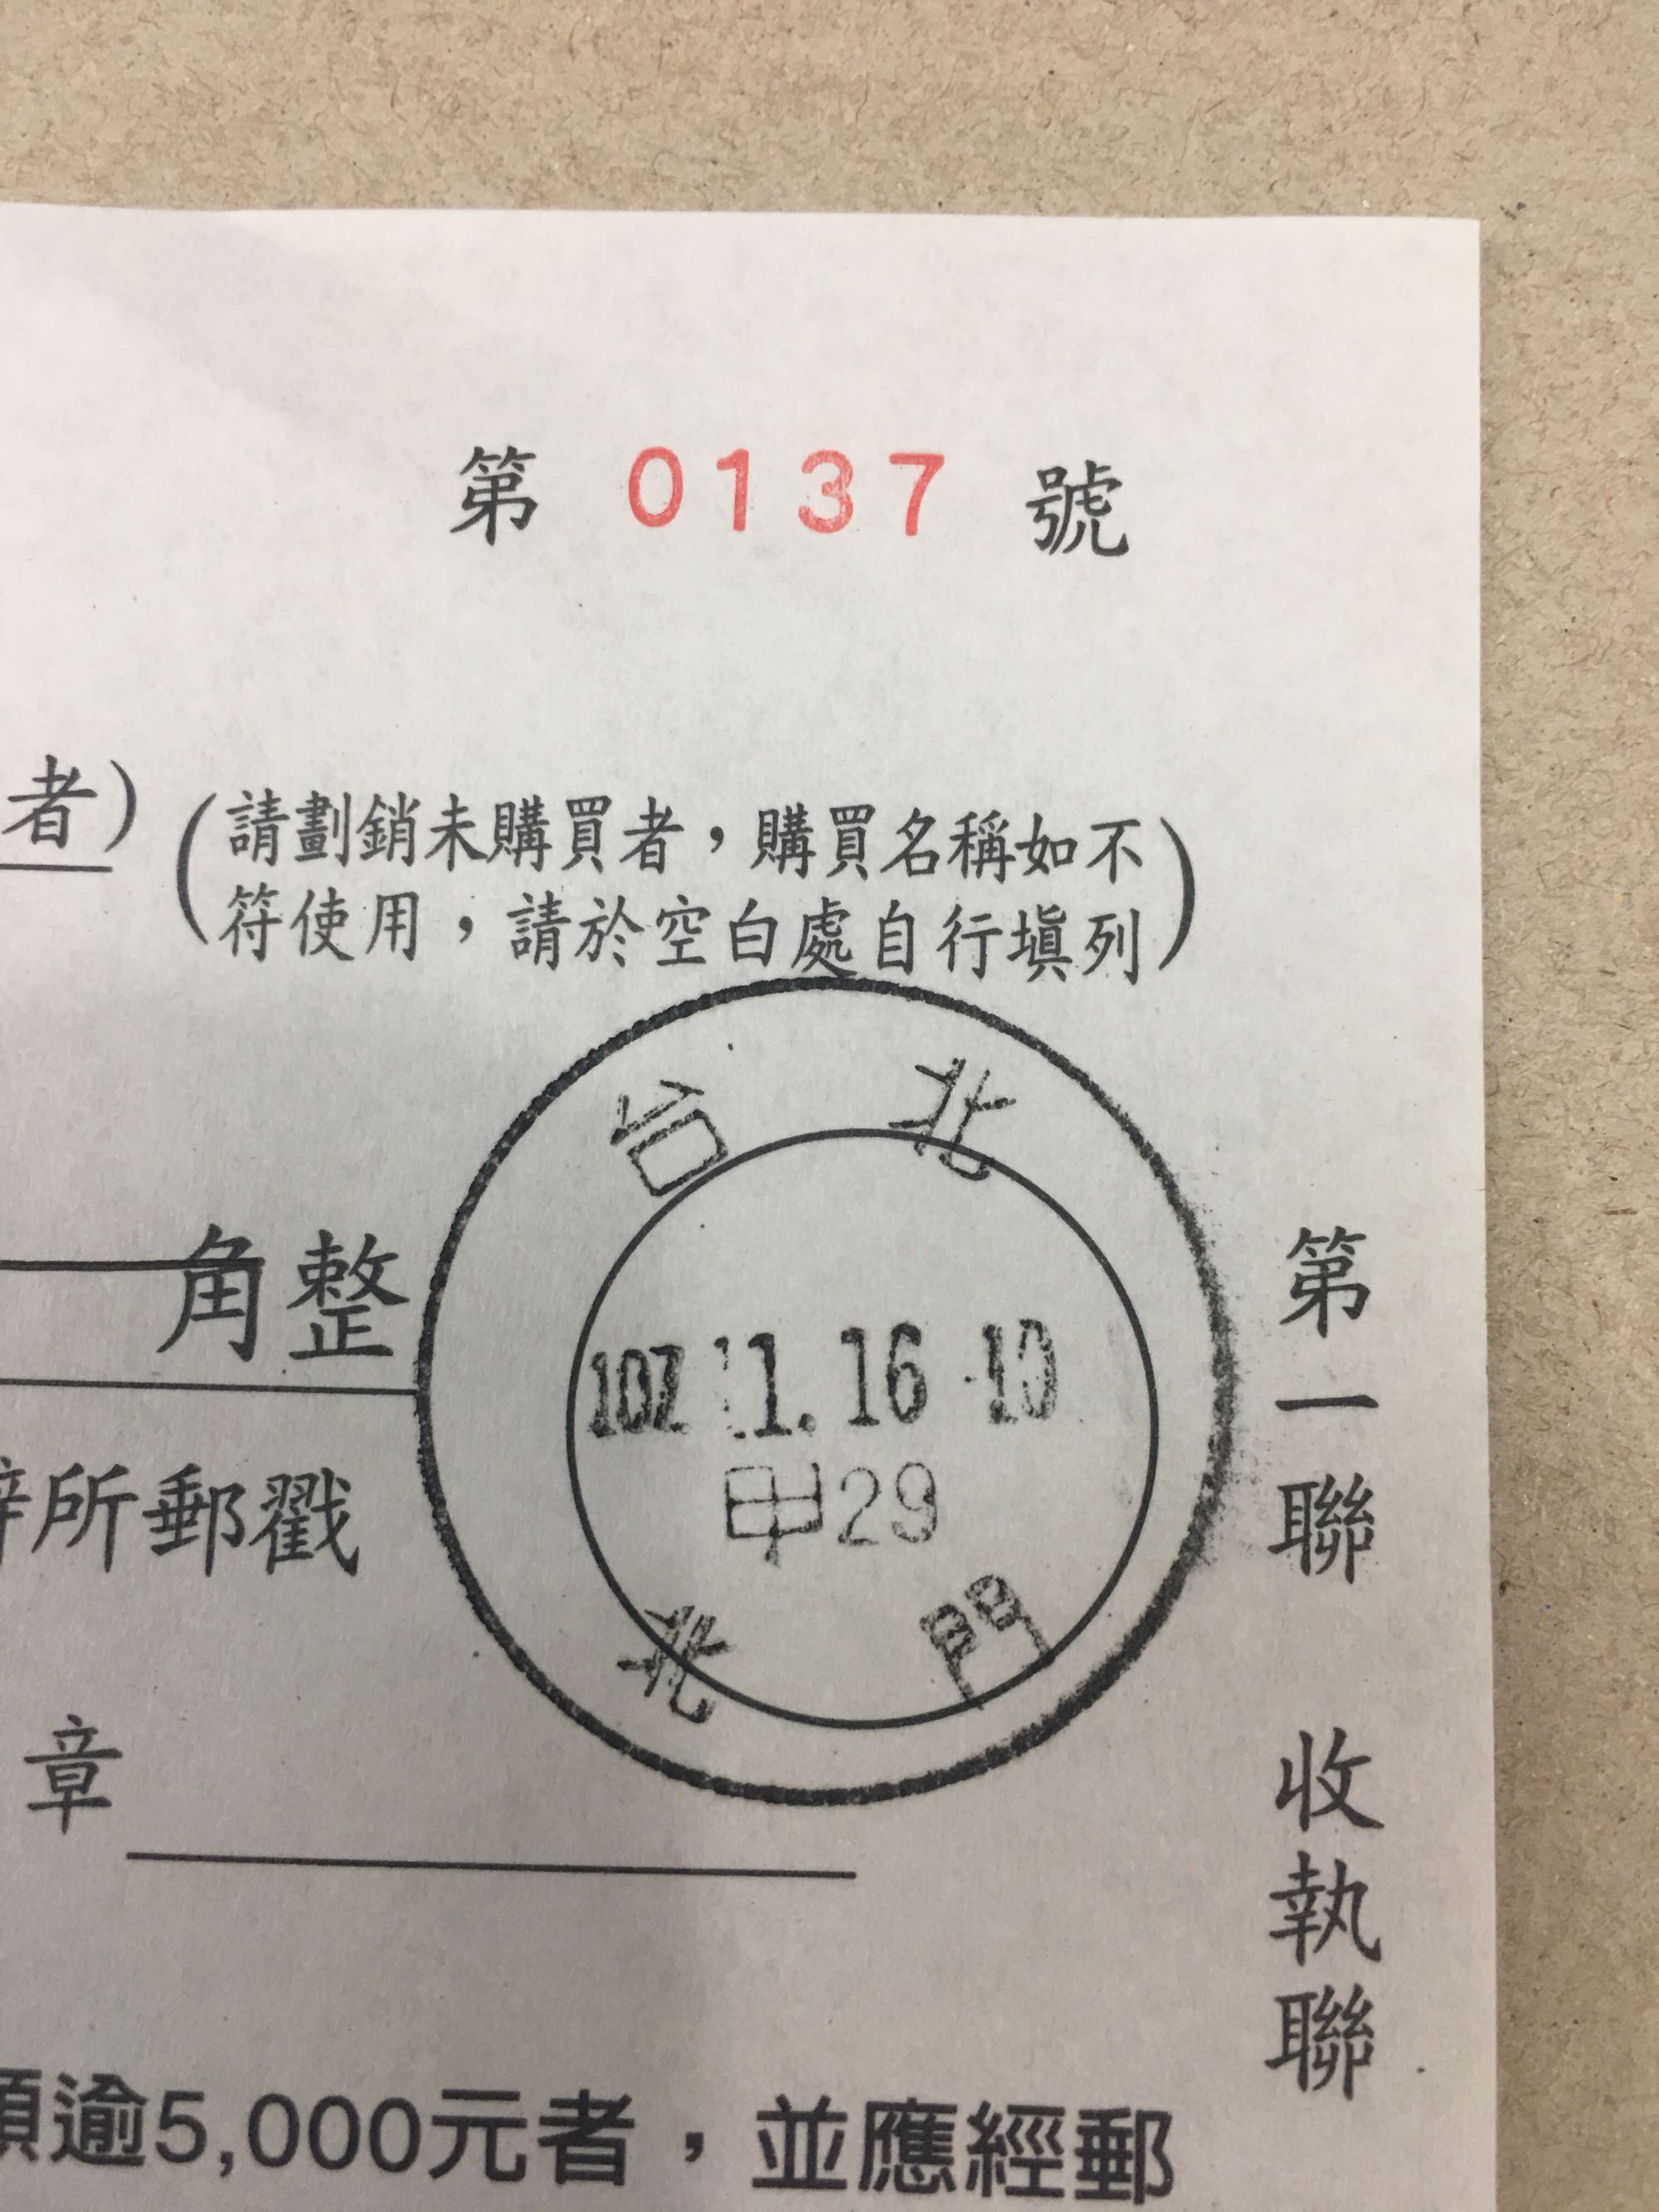 第 0137 號
者)
(請劃銷未購買者，購買名稱如不
符使用，請於空白處自行填列)
台北
角整
107 11. 16 10
甲29
所郵戳
北門
章
第一聯 收執聯
逾5,000元者，並應經郵